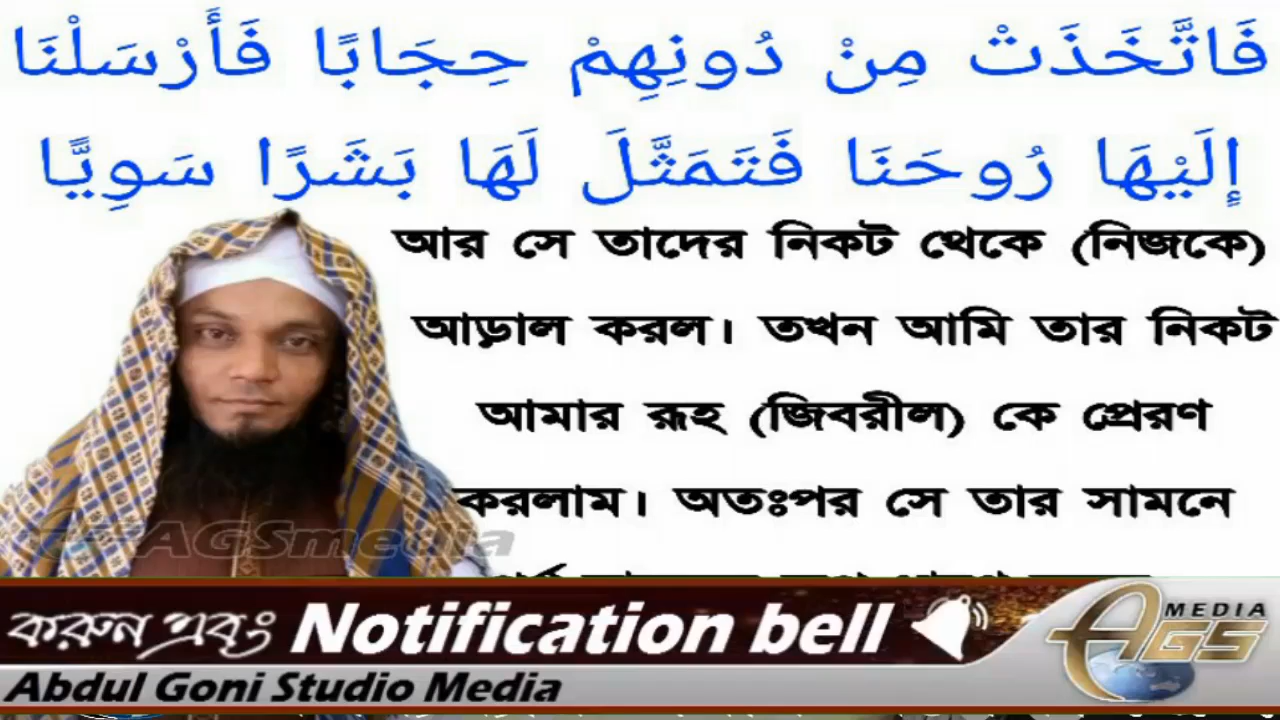 فَاتَّخَذَتْ مِنْ دُونِهِمْ حِجَابًا فَأَرْسَلْنَا
إِلَيْهَا رُوحَنَا فَتَمَثَّلَ لَهَا بَشَرًا سَوِيًّا
আর সে তাদের নিকট থেকে (নিজকে)
আড়াল করল। তখন আমি তার নিকট
আমার রূহ (জিবরীল) কে প্রেরণ
করলাম। অতঃপর সে তার সামনে
AGSmedia
করুন এবং Notification bell
MEDIA
AGS
Abdul Goni Studio Media